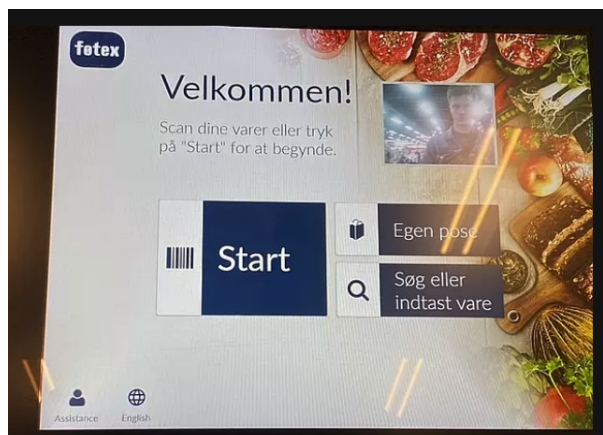 føtex
Velkommen!
Scan dine varer eller tryk
på "Start" for at begynde.
Start
Egen pose
Søg eller
indtast vare
Assistance
English